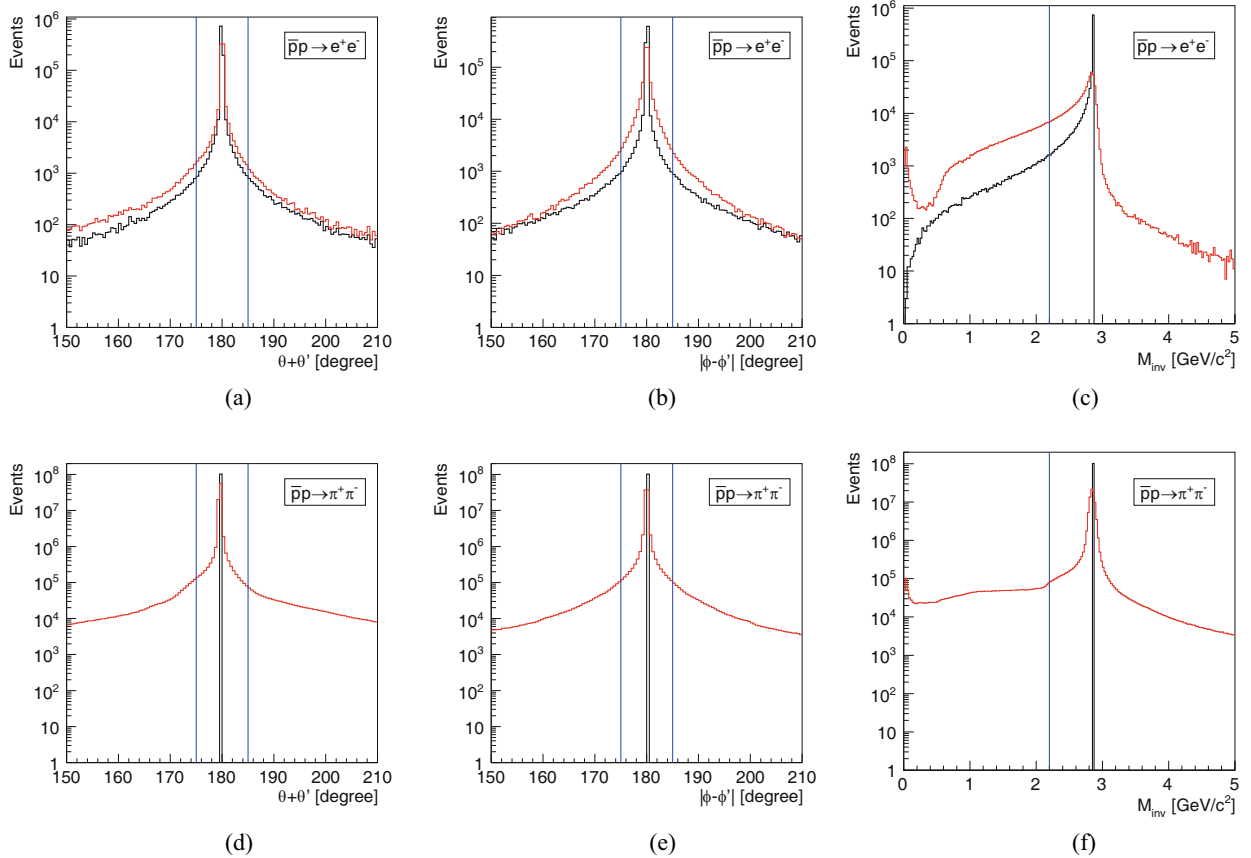 Events
10⁶
10⁵
10⁴
10³
10²
10
1
p̅p→e⁺e⁻
150 160 170 180 190 200 210
θ+θ’ [degree]
(a)
Events
10⁵
10⁴
10³
10²
10
1
p̅p→e⁺e⁻
150 160 170 180 190 200 210
|ϕ-ϕ’| [degree]
(b)
Events
10⁶
10⁵
10⁴
10³
10²
10
1
p̅p→e⁺e⁻
0 1 2 3 4 5
M_inv [GeV/c²]
(c)
Events
10⁸
10⁷
10⁶
10⁵
10⁴
10³
10²
10
1
p̅p→π⁺π⁻
150 160 170 180 190 200 210
θ+θ’ [degree]
(d)
Events
10⁸
10⁷
10⁶
10⁵
10⁴
10³
10²
10
1
p̅p→π⁺π⁻
150 160 170 180 190 200 210
|ϕ-ϕ’| [degree]
(e)
Events
10⁸
10⁷
10⁶
10⁵
10⁴
10³
10²
10
1
p̅p→π⁺π⁻
0 1 2 3 4 5
M_inv [GeV/c²]
(f)